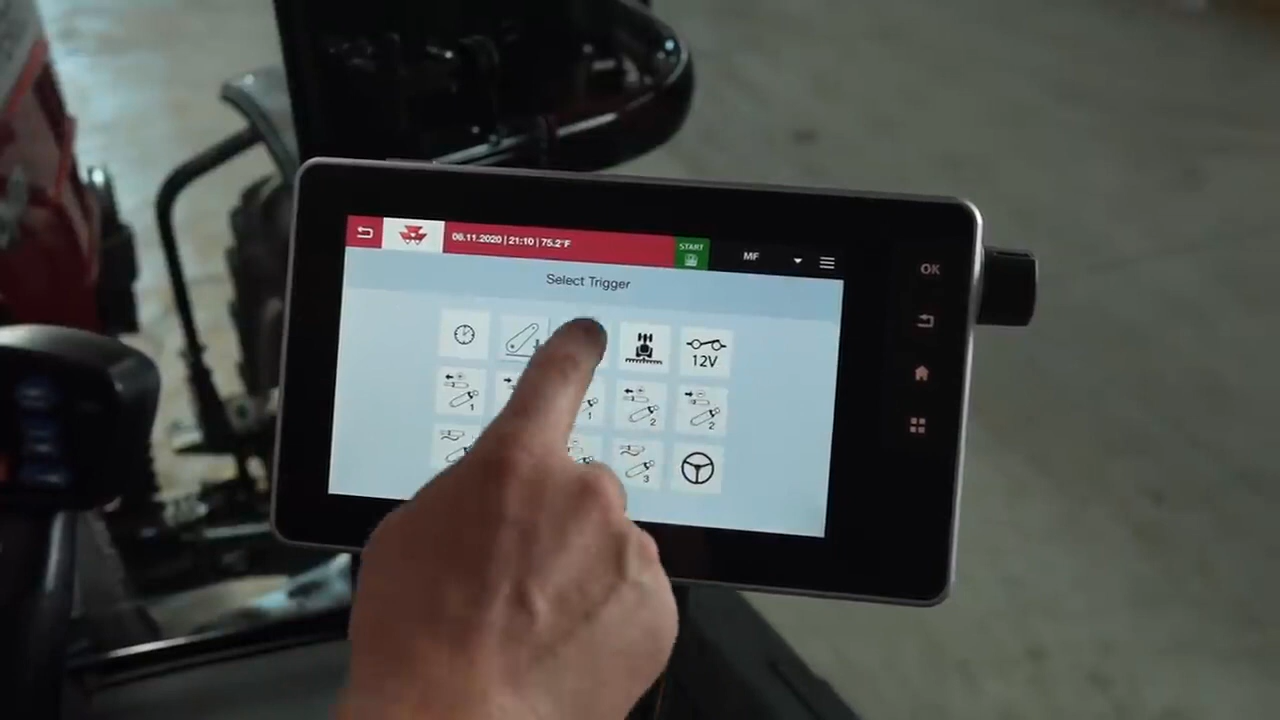 06.11.2020 | 21:10 | 75.2°F
START
MF
Select Trigger
12V
1
1
2
2
3
OK